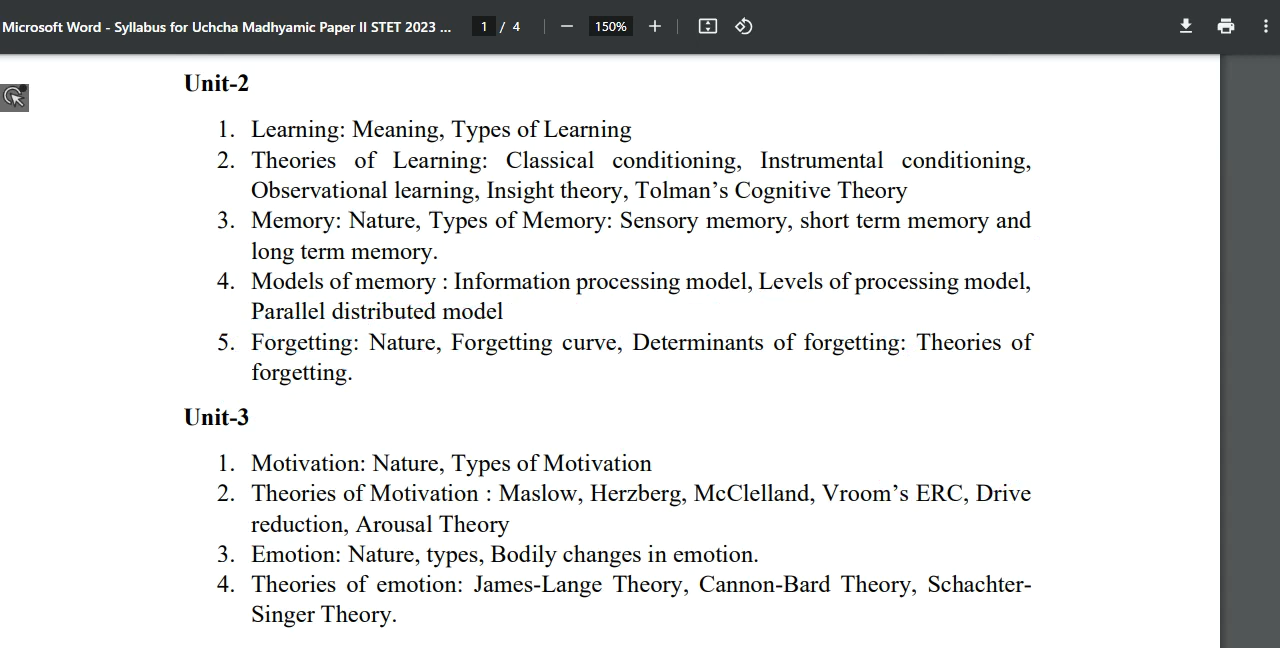 Microsoft Word - Syllabus for Uchcha Madhyamic Paper II STET 2023 ... 1 / 4 150%
Unit-2
1. Learning: Meaning, Types of Learning
2. Theories of Learning: Classical conditioning, Instrumental conditioning,
Observational learning, Insight theory, Tolman’s Cognitive Theory
3. Memory: Nature, Types of Memory: Sensory memory, short term memory and
long term memory.
4. Models of memory : Information processing model, Levels of processing model,
Parallel distributed model
5. Forgetting: Nature, Forgetting curve, Determinants of forgetting: Theories of
forgetting.
Unit-3
1. Motivation: Nature, Types of Motivation
2. Theories of Motivation : Maslow, Herzberg, McClelland, Vroom’s ERC, Drive
reduction, Arousal Theory
3. Emotion: Nature, types, Bodily changes in emotion.
4. Theories of emotion: James-Lange Theory, Cannon-Bard Theory, Schachter-
Singer Theory.